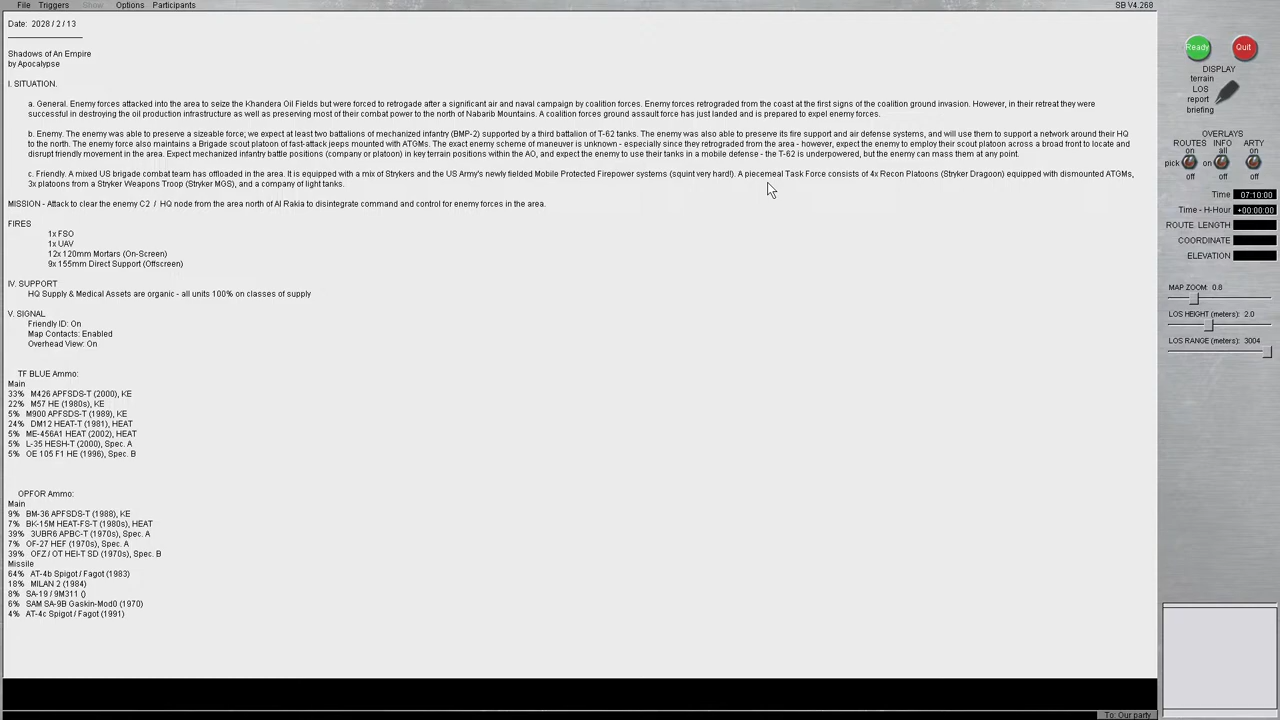 File Triggers Show Options Participants SB V4.268
Date: 2028 / 2 / 13
Shadows of An Empire
by Apocalypse
I. SITUATION.
a. General. Enemy forces attacked into the area to seize the Khandera Oil Fields but were forced to retrogade after a significant air and naval campaign by coalition forces. Enemy forces retrograded from the coast at the first signs of the coalition ground invasion. However, in their retreat they were
successful in destroying the oil production infrastructure as well as preserving most of their combat power to the north of Nabarib Mountains. A coalition forces ground assault force has just landed and is prepared to expel enemy forces.
b. Enemy. The enemy was able to preserve a sizeable force; we expect at least two battalions of mechanized infantry (BMP-2) supported by a third battalion of T-62 tanks. The enemy was also able to preserve its fire support and air defense systems, and will use them to support a network around their HQ
to the north. The enemy force also maintains a Brigade scout platoon of fast-attack jeeps mounted with ATGMs. The exact enemy scheme of maneuver is unknown - especially since they retrograded from the area - however, expect the enemy to employ their scout platoon across a broad front to locate and
disrupt friendly movement in the area. Expect mechanized infantry battle positions (company or platoon) in key terrain positions within the AO, and expect the enemy to use their tanks in a mobile defense - the T-62 is underpowered, but the enemy can mass them at any point.
c. Friendly. A mixed US brigade combat team has offloaded in the area. It is equipped with a mix of Strykers and the US Army's newly fielded Mobile Protected Firepower systems (squint very hard!). A piecemeal Task Force consists of 4x Recon Platoons (Stryker Dragoon) equipped with dismounted ATGMs,
3x platoons from a Stryker Weapons Troop (Stryker MGS), and a company of light tanks.
MISSION - Attack to clear the enemy C2 / HQ node from the area north of Al Rakia to disintegrate command and control for enemy forces in the area.
FIRES
1x FSO
1x UAV
12x 120mm Mortars (On-Screen)
9x 155mm Direct Support (Offscreen)
IV. SUPPORT
HQ Supply & Medical Assets are organic - all units 100% on classes of supply
V. SIGNAL
Friendly ID: On
Map Contacts: Enabled
Overhead View: On
TF BLUE Ammo:
Main
33% M426 APFSDS-T (2000), KE
22% M57 HE (1980s), KE
5% M900 APFSDS-T (1989), KE
24% DM12 HEAT-T (1981), HEAT
5% ME-456A1 HEAT (2002), HEAT
5% L-35 HESH-T (2000), Spec. A
5% OE 105 F1 HE (1996), Spec. B
OPFOR Ammo:
Main
9% BM-36 APFSDS-T (1988), KE
7% BK-15M HEAT-FS-T (1980s), HEAT
39% 3UBR6 APBC-T (1970s), Spec. A
7% OF-27 HEF (1970s), Spec. A
39% OFZ / OT HEI-T SD (1970s), Spec. B
Missile
64% AT-4b Spigot / Fagot (1983)
18% MILAN 2 (1984)
8% SA-19 / 9M311 ()
6% SAM SA-9B Gaskin-Mod0 (1970)
4% AT-4c Spigot / Fagot (1991)
Ready Quit
DISPLAY
terrain
LOS
report
briefing
OVERLAYS
ROUTES INFO ARTY
on all on
pick on
off off off
Time 07:10:00
Time - H-Hour +00:00:00
ROUTE LENGTH
COORDINATE
ELEVATION
MAP ZOOM: 0.8
LOS HEIGHT (meters): 2.0
LOS RANGE (meters): 3004
To: Our party